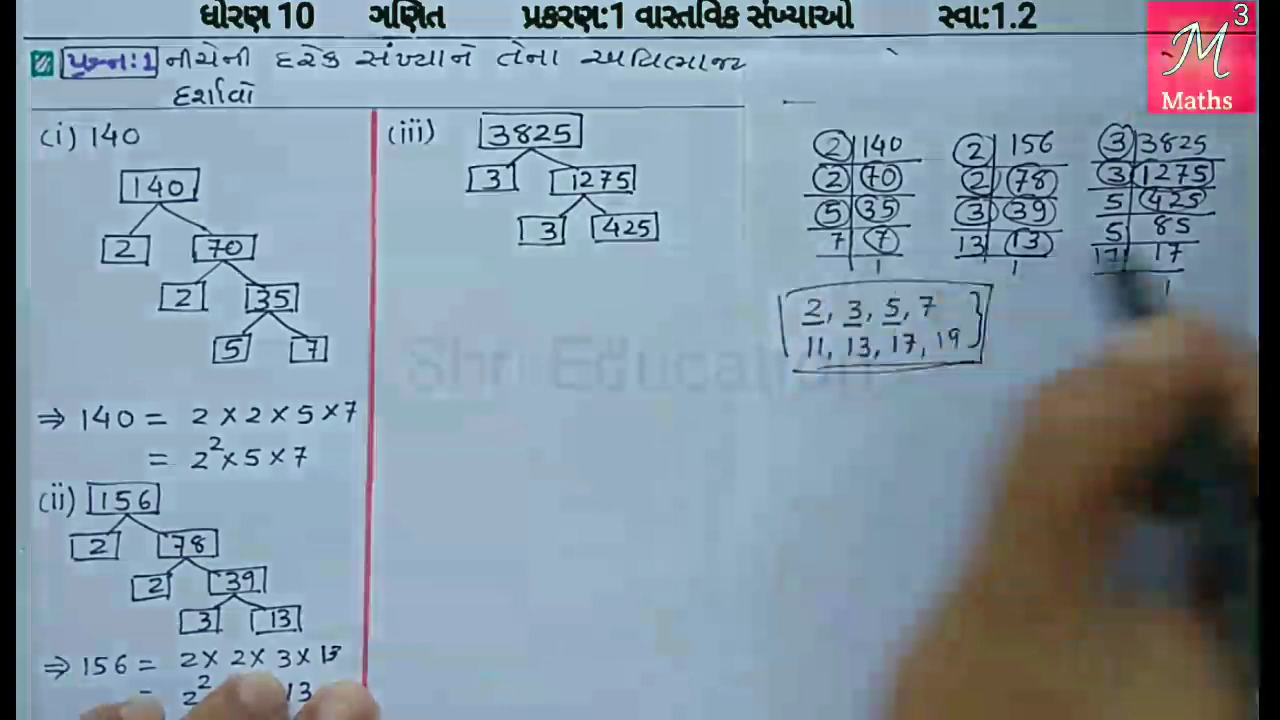 ધોરણ 10 ગણિત પ્રકરણ:1 વાસ્તવિક સંખ્યાઓ સ્વા:1.2
3
M
Maths
પ્રશ્ન:1 નીચેની દરેક સંખ્યાને તેના અવિભાજ્ય
દર્શાવો
(i) 140
140
2 70
2 35
5 7
⇒ 140 = 2 × 2 × 5 × 7
= 2² × 5 × 7
(ii) 156
2 78
2 39
3 13
⇒ 156 = 2 × 2 × 3 × 13
= 2² 13
(iii) 3825
3 1275
3 425
2 140
2 70
5 35
7 7
1
2 156
2 78
3 39
13 13
1
3 3825
3 1275
5 425
5 85
17 17
1
2, 3, 5, 7
11, 13, 17, 19
Shri Education